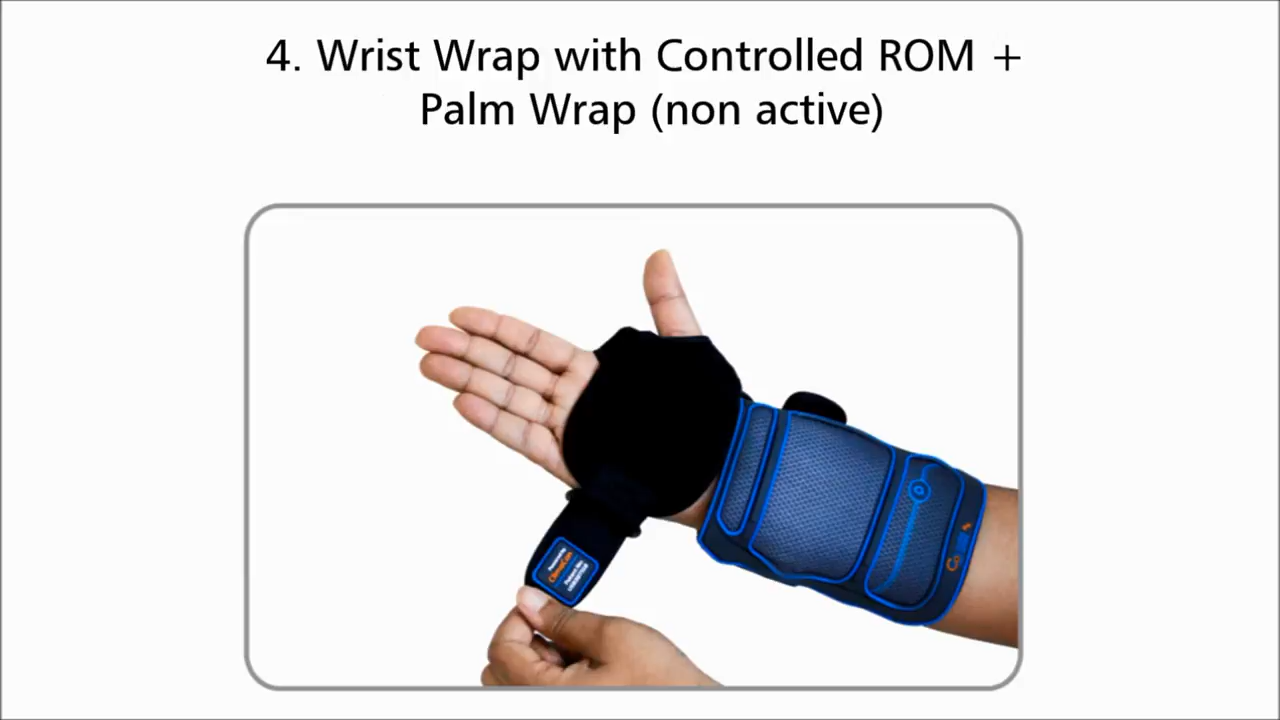 4. Wrist Wrap with Controlled ROM +
Palm Wrap (non active)